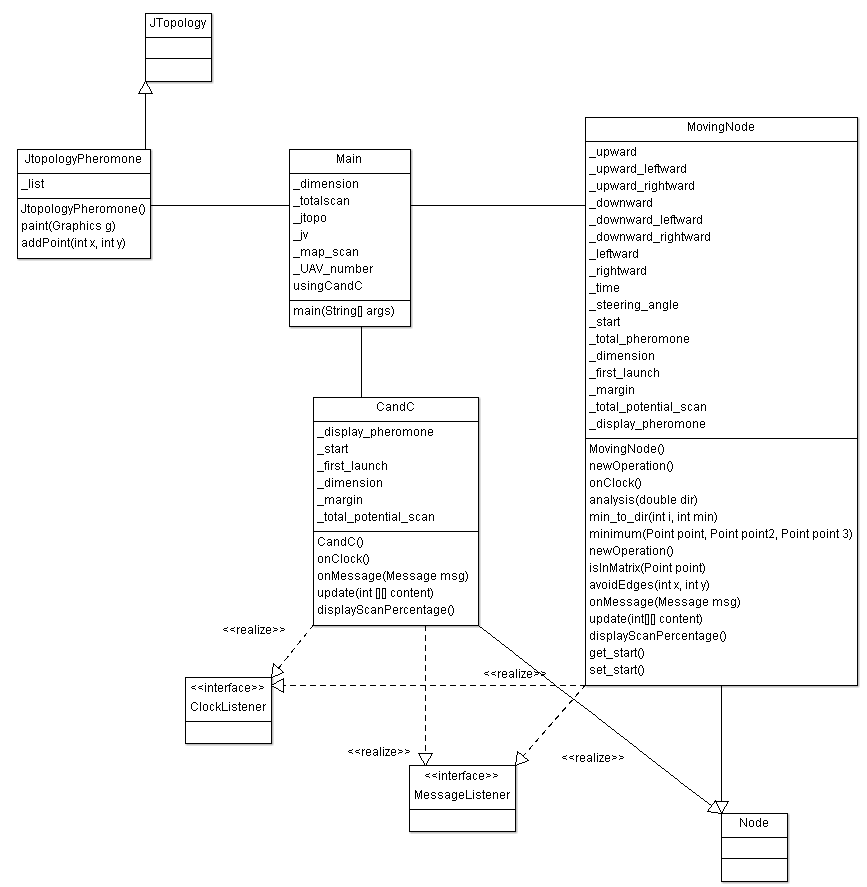 JTopology
JtopologyPheromone
_list
JtopologyPheromone()
paint(Graphics g)
addPoint(int x, int y)
Main
_dimension
_totalscan
_jtopo
_jv
_map_scan
_UAV_number
usingCandC
main(String[] args)
MovingNode
_upward
_upward_leftward
_upward_rightward
_downward
_downward_leftward
_downward_rightward
_leftward
_rightward
_time
_steering_angle
_start
_total_pheromone
_dimension
_first_launch
_margin
_total_potential_scan
_display_pheromone
MovingNode()
newOperation()
onClock()
analysis(double dir)
min_to_dir(int i, int min)
minimum(Point point, Point point2, Point point 3)
newOperation()
isInMatrix(Point point)
avoidEdges(int x, int y)
onMessage(Message msg)
update(int[][] content)
displayScanPercentage()
get_start()
set_start()
CandC
_display_pheromone
_start
_first_launch
_dimension
_margin
_total_potential_scan
CandC()
onClock()
onMessage(Message msg)
update(int [][] content)
displayScanPercentage()
<<realize>>
<<realize>>
<<interface>>
ClockListener
<<realize>>
<<realize>>
<<interface>>
MessageListener
Node